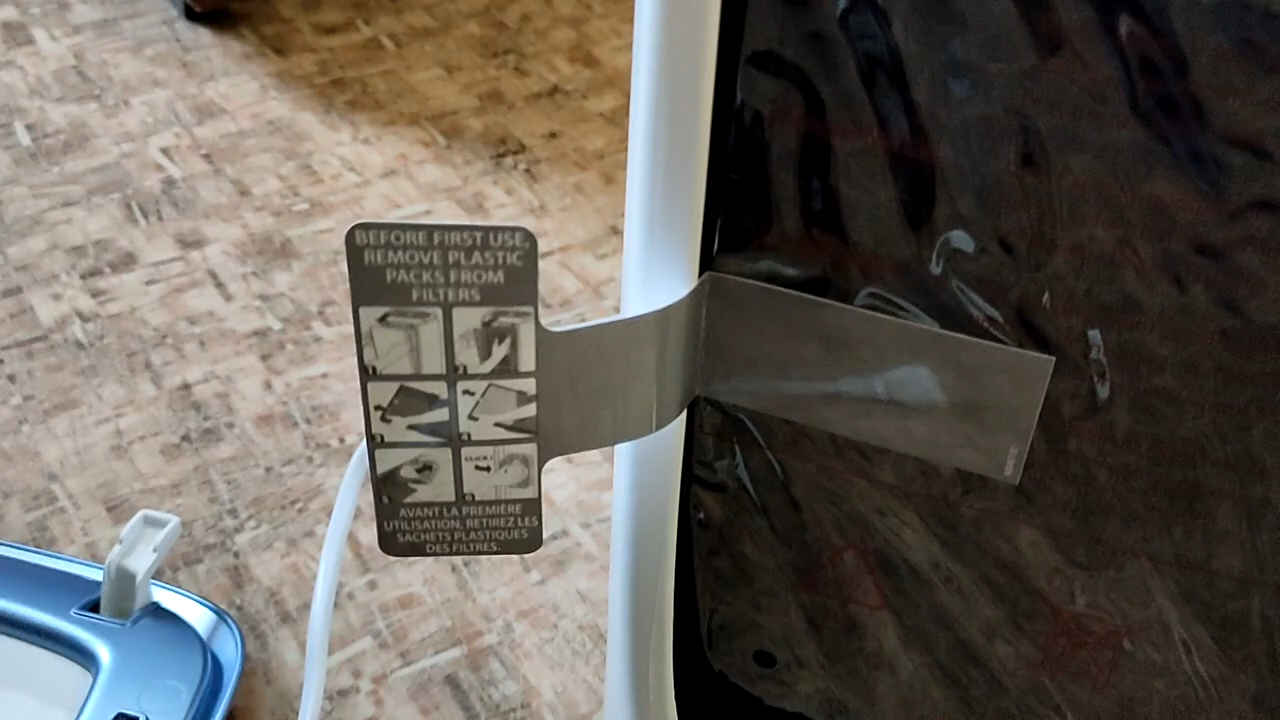 BEFORE FIRST USE,
REMOVE PLASTIC
PACKS FROM
FILTERS
CLICK !
AVANT LA PREMIÈRE
UTILISATION, RETIREZ LES
SACHETS PLASTIQUES
DES FILTRES.